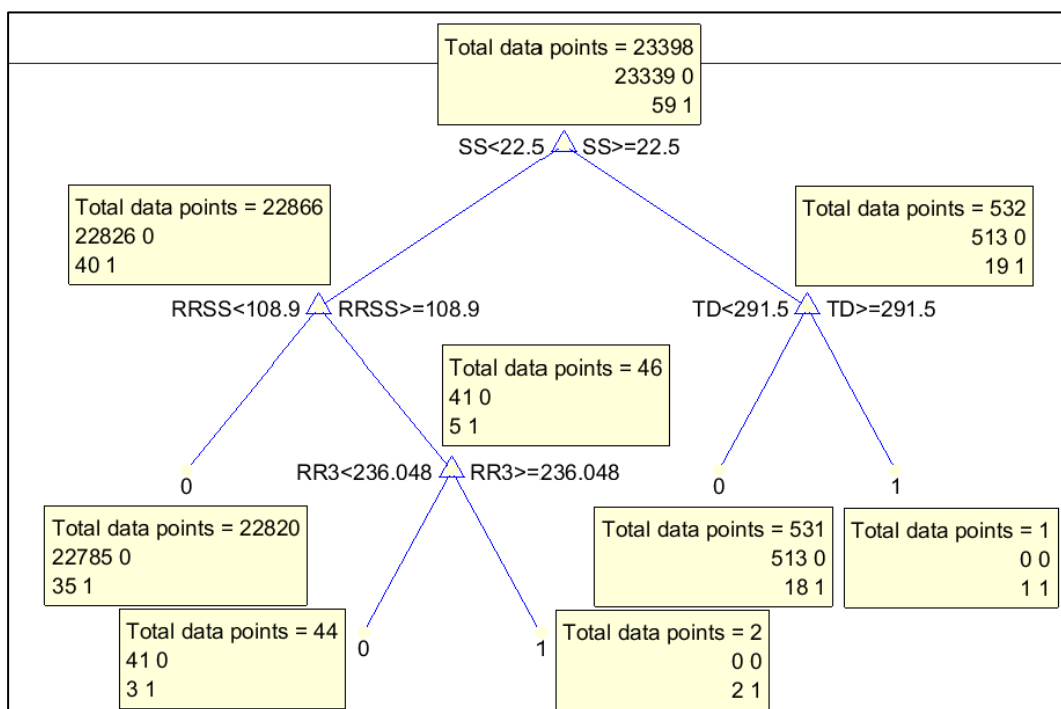 Total data points = 23398
23339 0
59 1
SS<22.5 SS>=22.5
Total data points = 22866
22826 0
40 1
Total data points = 532
513 0
19 1
RRSS<108.9 RRSS>=108.9
TD<291.5 TD>=291.5
Total data points = 46
41 0
5 1
RR3<236.048 RR3>=236.048
0
0
1
Total data points = 22820
22785 0
35 1
Total data points = 531
513 0
18 1
Total data points = 1
0 0
1 1
Total data points = 44
41 0
3 1
0
1
Total data points = 2
0 0
2 1